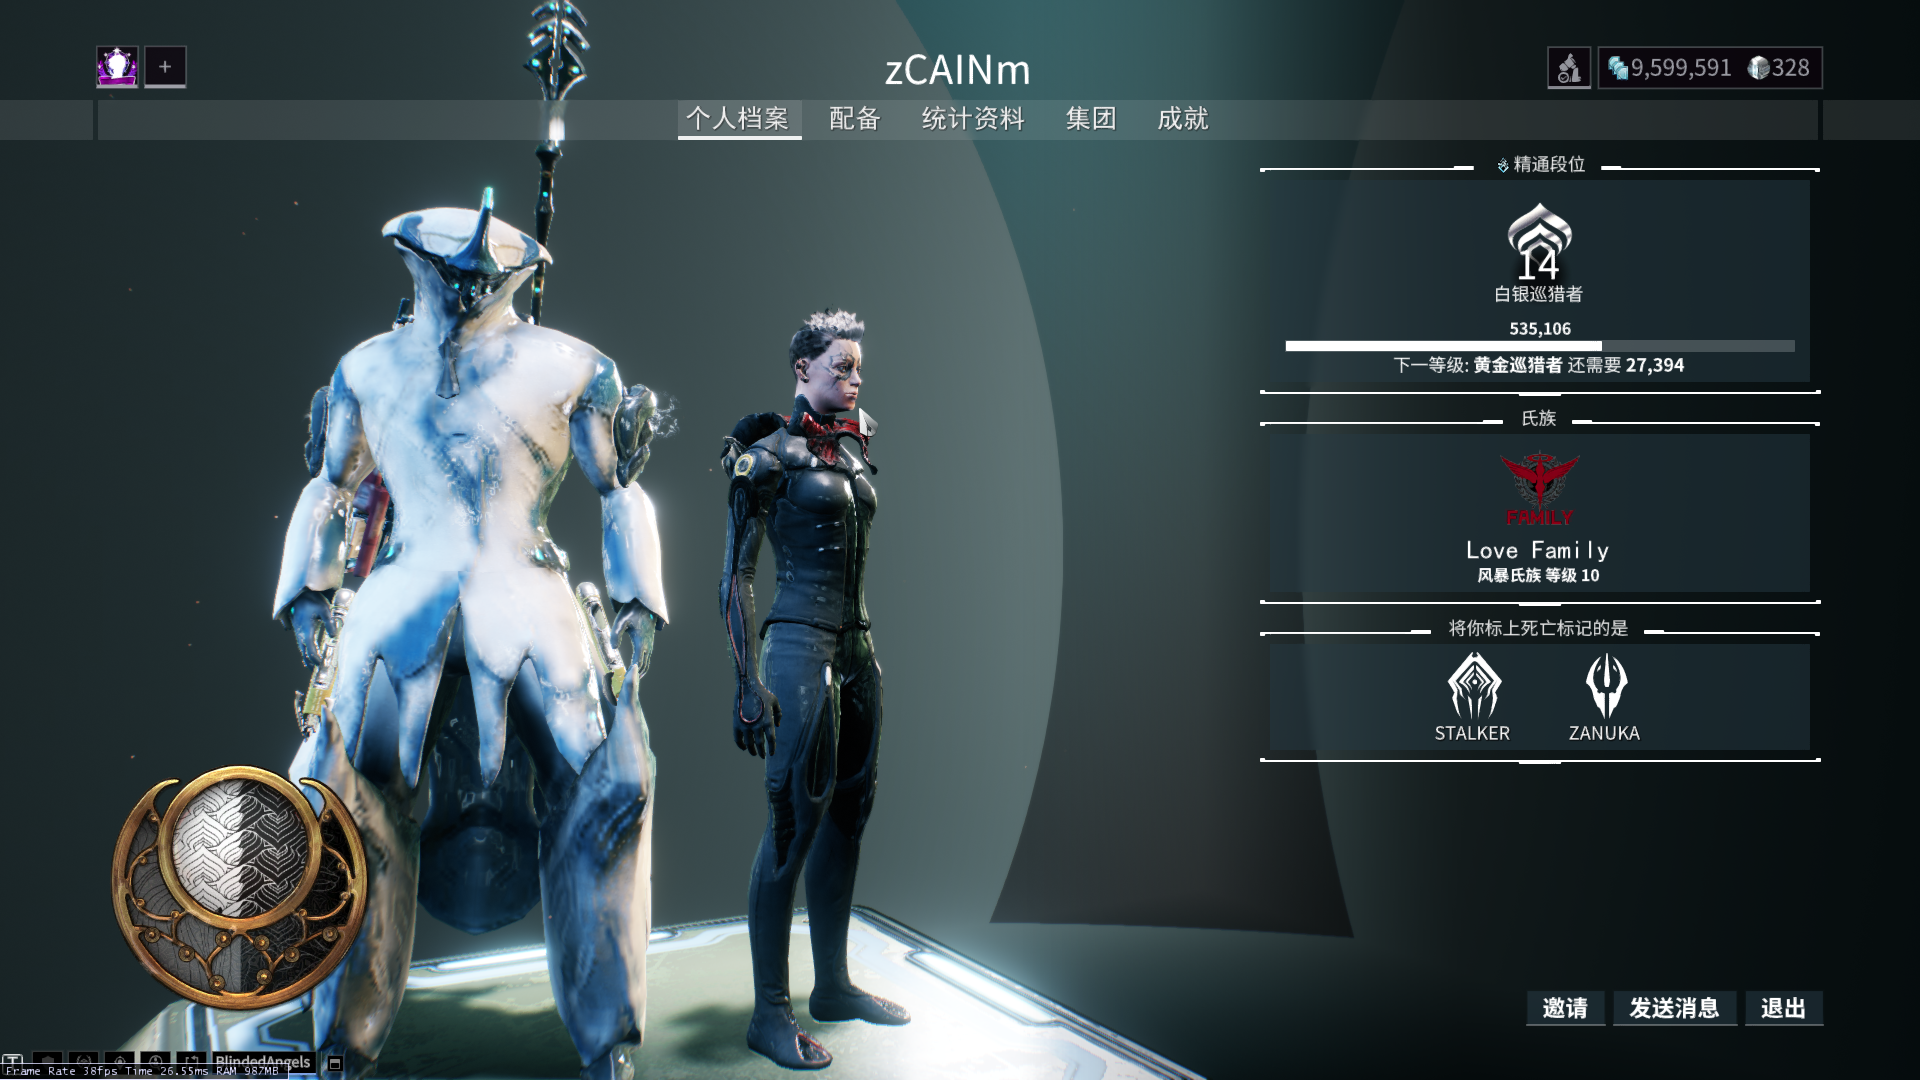 zCAINm
9,599,591 328
个人档案 配备 统计资料 集团 成就
精通段位
14
白银巡猎者
535,106
下一等级: 黄金巡猎者 还需要 27,394
氏族
FAMILY
Love Family
风暴氏族 等级 10
将你标上死亡标记的是
STALKER ZANUKA
邀请 发送消息 退出
T BlindedAngels
Frame Rate 38fps Time 26.55ms RAM 987MB